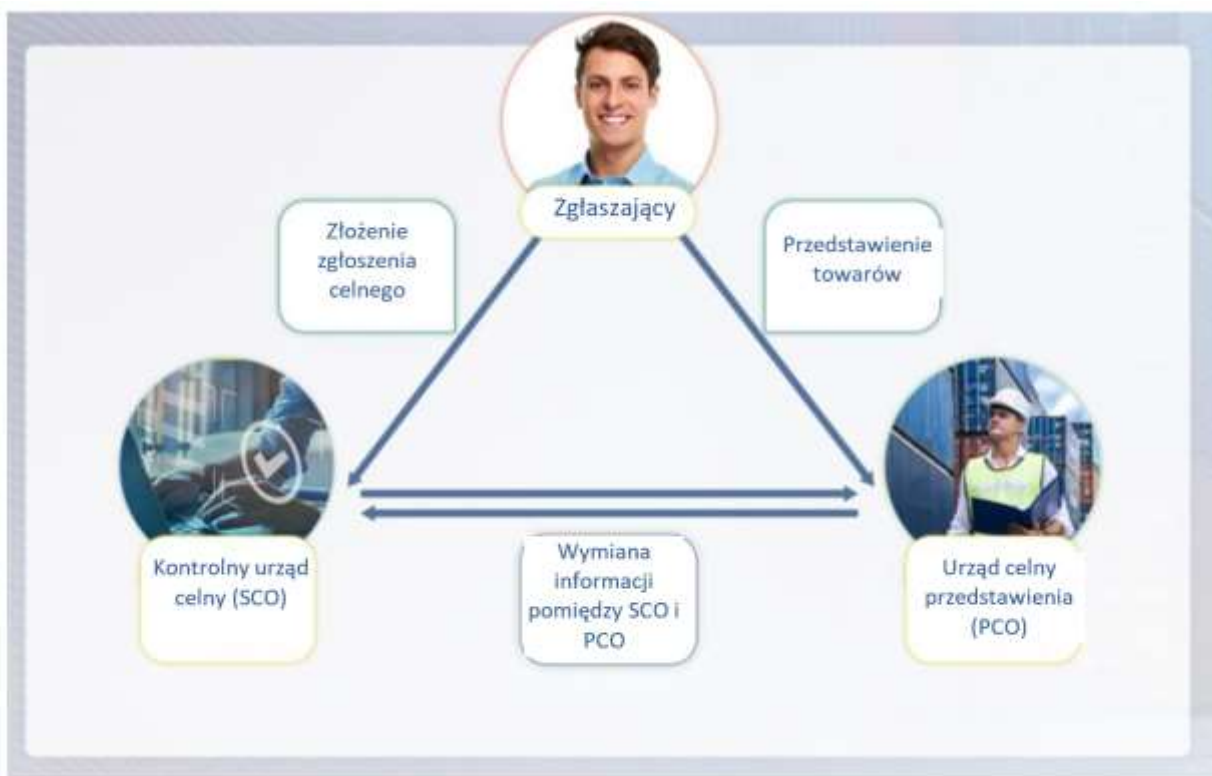 Zgłaszający
Złożenie
zgłoszenia
celnego
Przedstawienie
towarów
Kontrolny urząd
celny (SCO)
Wymiana
informacji
pomiędzy SCO i
PCO
Urząd celny
przedstawienia
(PCO)